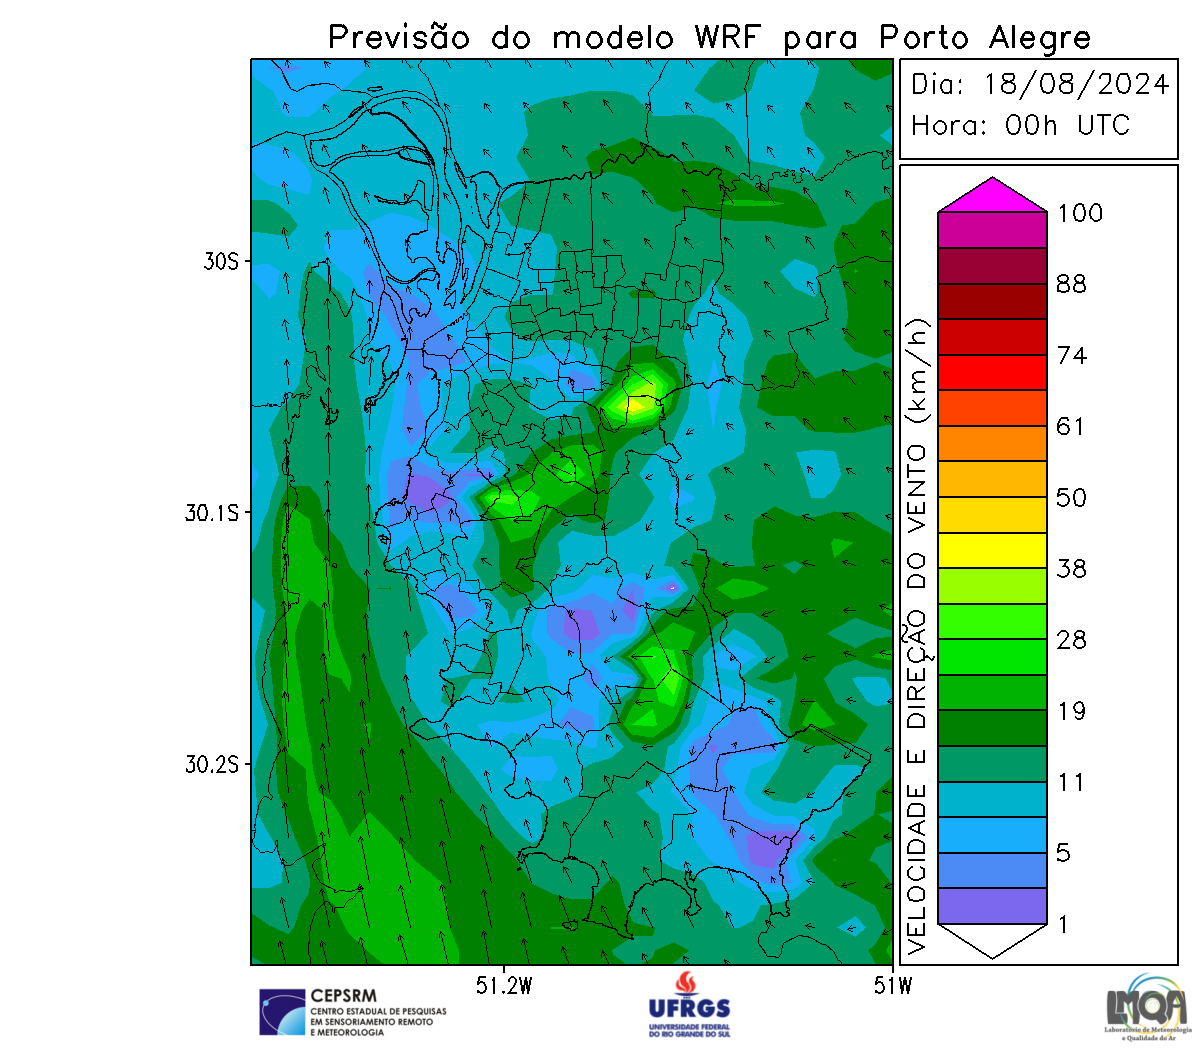 Previsão do modelo WRF para Porto Alegre
Dia: 18/08/2024
Hora: 00h UTC
30S
30.1S
30.2S
51.2W
51W
VELOCIDADE E DIREÇÃO DO VENTO (km/h)
100
88
74
61
50
38
28
19
11
5
1
CEPSRM
CENTRO ESTADUAL DE PESQUISAS
EM SENSORIAMENTO REMOTO
E METEOROLOGIA
UFRGS
UNIVERSIDADE FEDERAL
DO RIO GRANDE DO SUL
LMQA
Laboratório de Meteorologia
e Qualidade do Ar